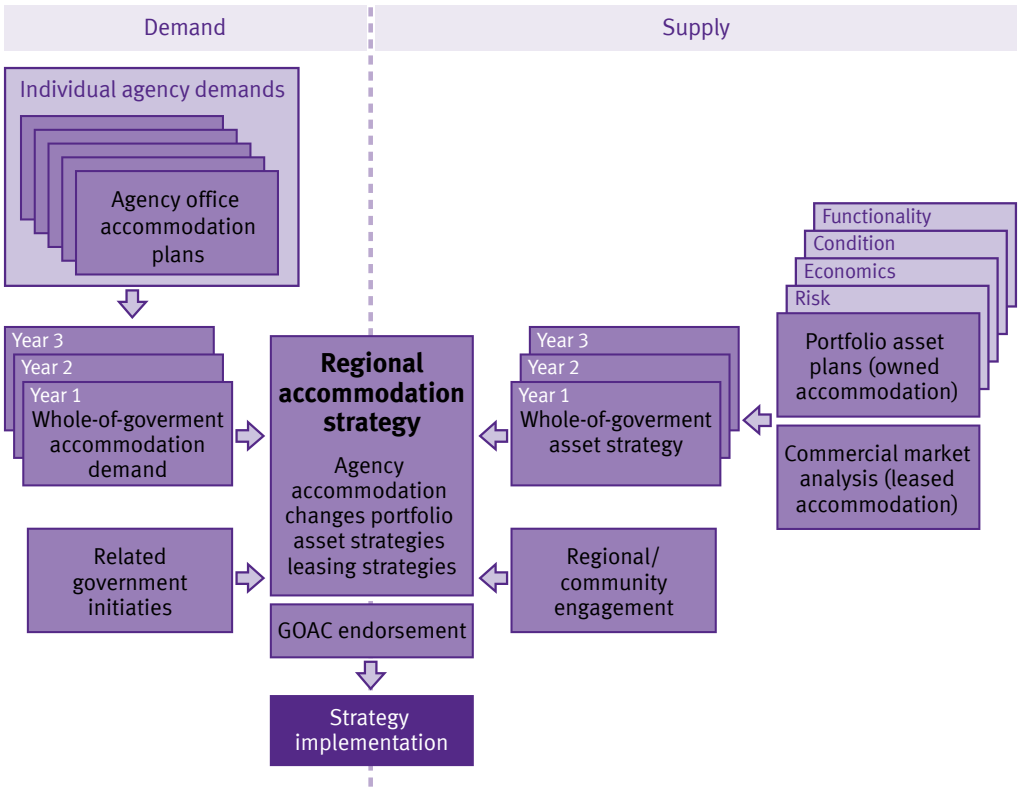 Demand
Supply
Individual agency demands
Agency office
accommodation
plans
Year 3
Year 2
Year 1
Whole-of-goverment
accommodation
demand
Related
government
initiaties
Regional
accommodation
strategy
Agency
accommodation
changes portfolio
asset strategies
leasing strategies
GOAC endorsement
Strategy
implementation
Year 3
Year 2
Year 1
Whole-of-goverment
asset strategy
Regional/
community
engagement
Functionality
Condition
Economics
Risk
Portfolio asset
plans (owned
accommodation)
Commercial market
analysis (leased
accommodation)